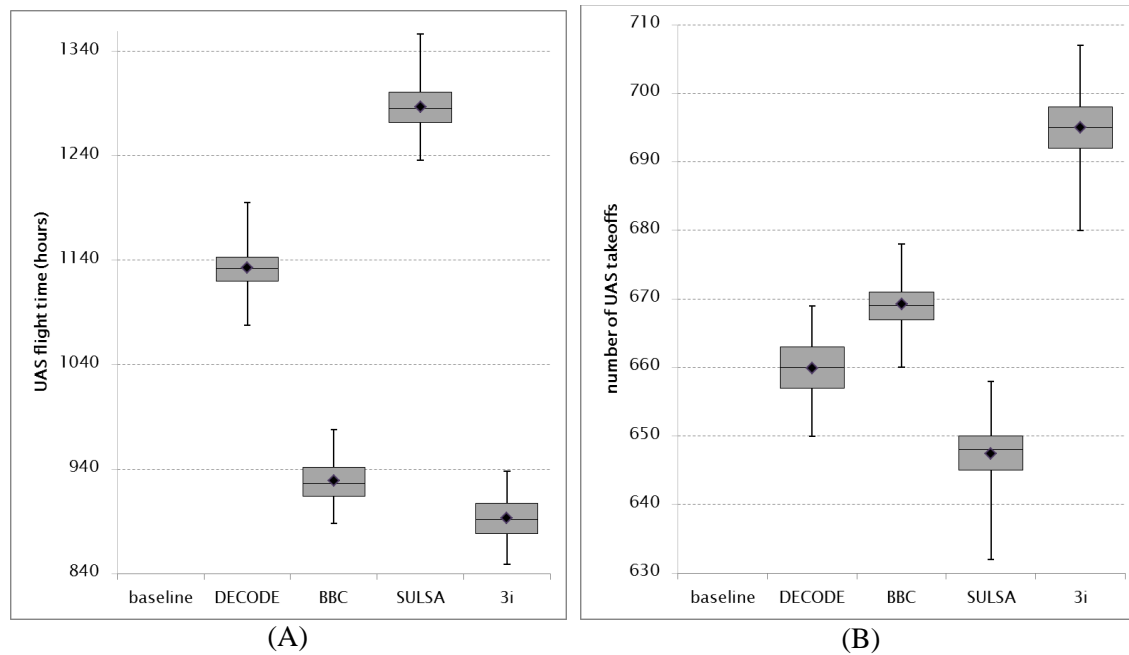 UAS flight time (hours)
1340
1240
1140
1040
940
840
baseline DECODE BBC SULSA 3i
(A)
number of UAS takeoffs
710
700
690
680
670
660
650
640
630
baseline DECODE BBC SULSA 3i
(B)